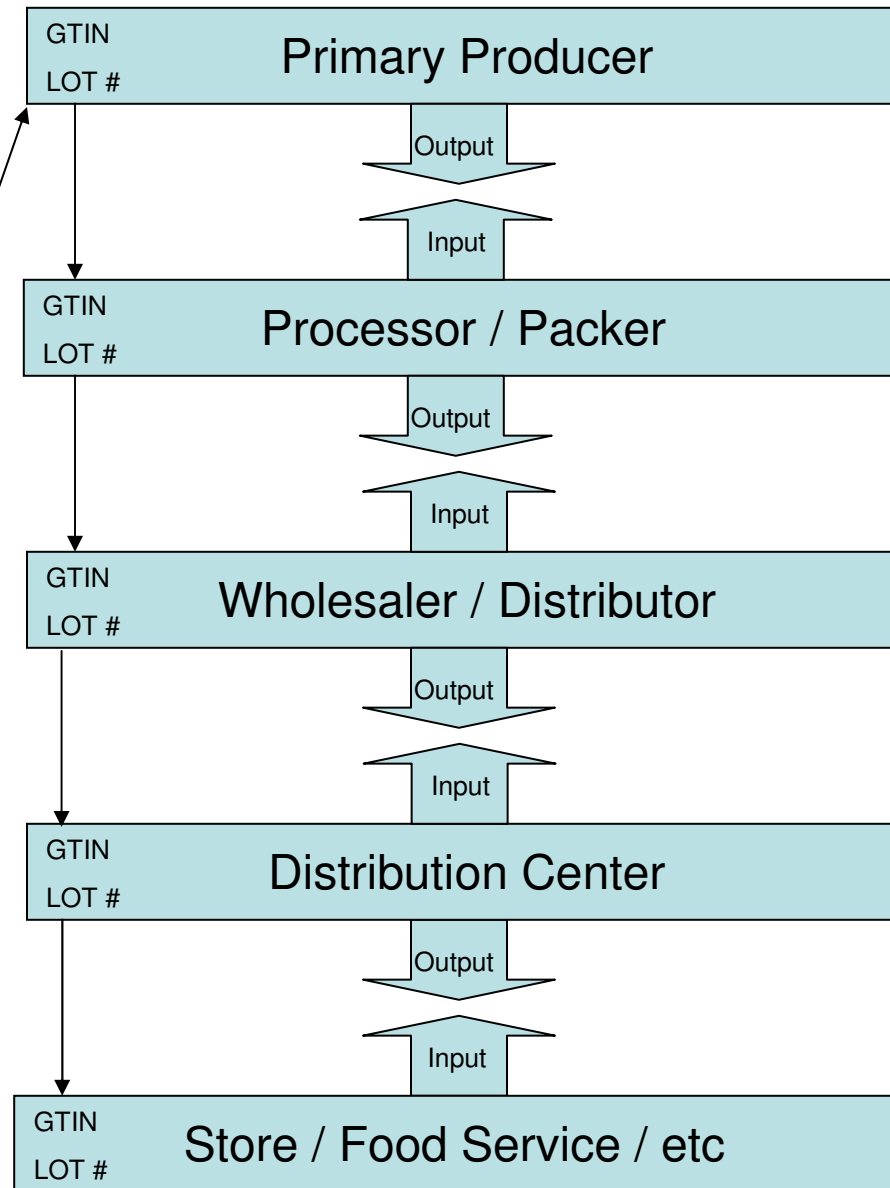 GTIN
LOT #
Primary Producer
Output
Input
GTIN
LOT #
Processor / Packer
Output
Input
GTIN
LOT #
Wholesaler / Distributor
Output
Input
GTIN
LOT #
Distribution Center
Output
Input
GTIN
LOT #
Store / Food Service / etc